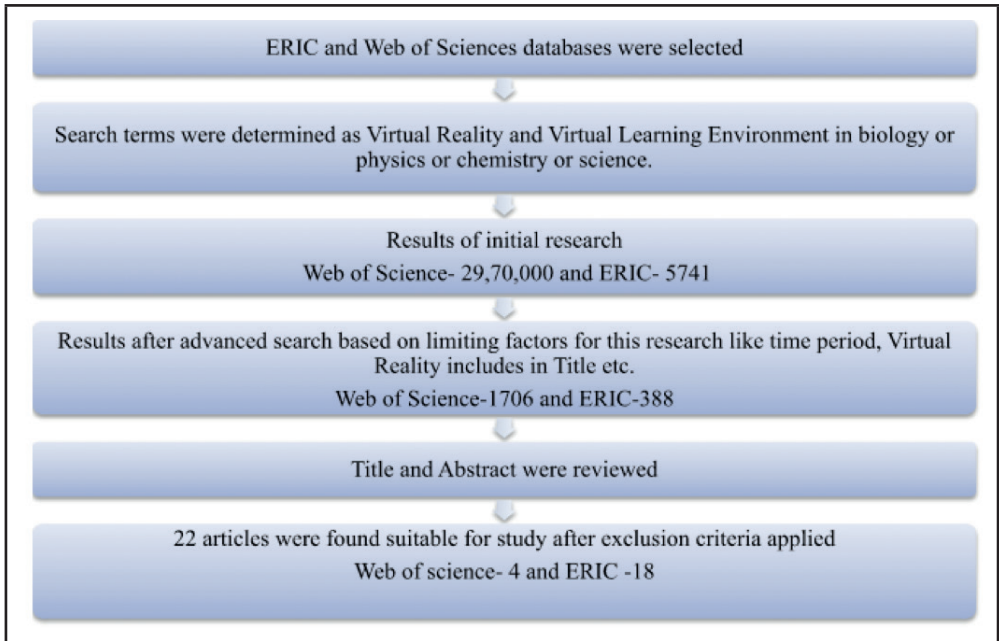 ERIC and Web of Sciences databases were selected
Search terms were determined as Virtual Reality and Virtual Learning Environment in biology or
physics or chemistry or science.
Results of initial research
Web of Science- 29,70,000 and ERIC- 5741
Results after advanced search based on limiting factors for this research like time period, Virtual
Reality includes in Title etc.
Web of Science-1706 and ERIC-388
Title and Abstract were reviewed
22 articles were found suitable for study after exclusion criteria applied
Web of science- 4 and ERIC -18